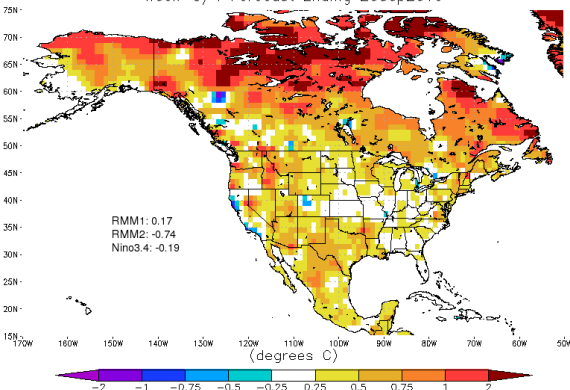 75N
70N
65N
60N
55N
50N
45N
40N
35N
30N
25N
20N
15N
RMM1: 0.17
RMM2: -0.74
Nino3.4: -0.19
170W 160W 150W 140W 130W 120W 110W 100W 90W 80W 70W 60W 50W
(degrees C)
-2 -1 -0.75 -0.5 -0.25 0.25 0.5 0.75 1 2